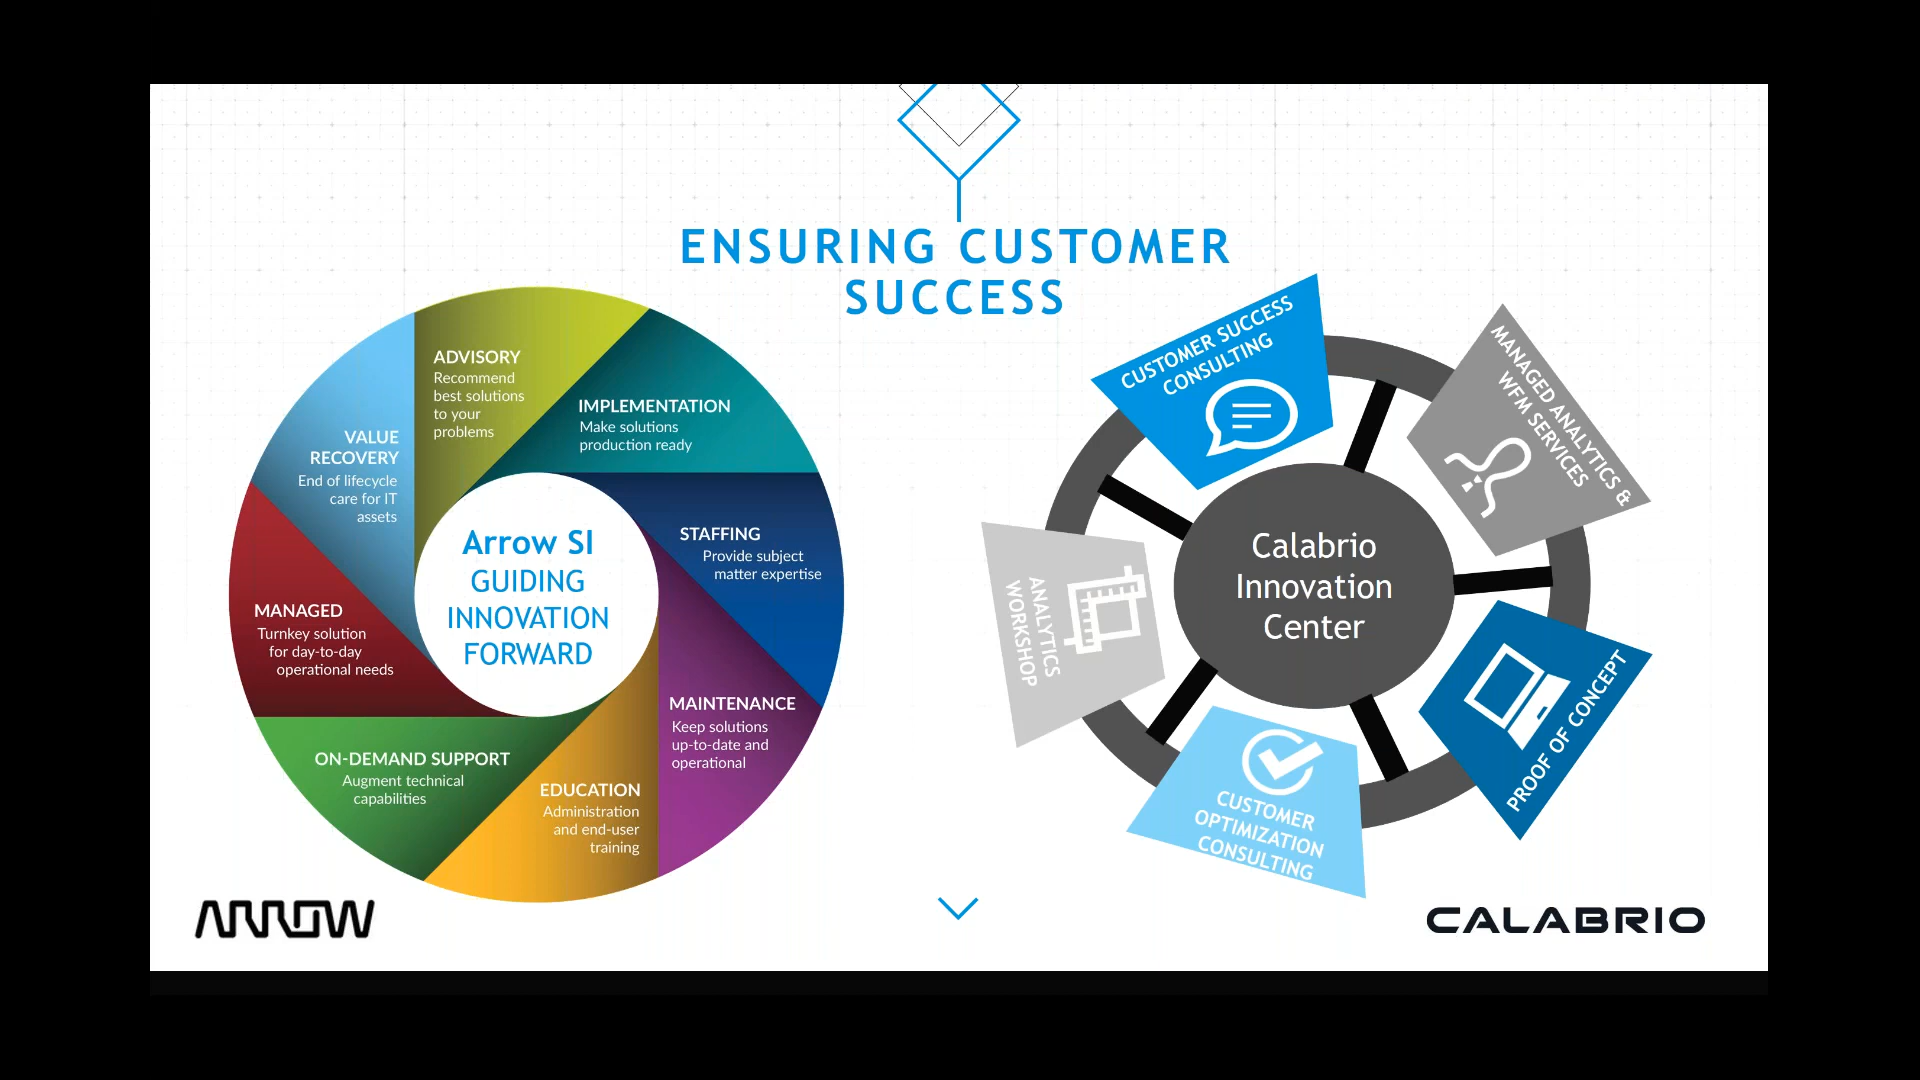 ENSURING CUSTOMER
SUCCESS
ADVISORY
Recommend
best solutions
to your
problems
IMPLEMENTATION
Make solutions
production ready
STAFFING
Provide subject
matter expertise
MAINTENANCE
Keep solutions
up-to-date and
operational
EDUCATION
Administration
and end-user
training
ON-DEMAND SUPPORT
Augment technical
capabilities
MANAGED
Turnkey solution
for day-to-day
operational needs
VALUE
RECOVERY
End of lifecycle
care for IT
assets
Arrow SI
GUIDING
INNOVATION
FORWARD
CUSTOMER SUCCESS
CONSULTING
MANAGED ANALYTICS &
WFM SERVICES
PROOF OF CONCEPT
CUSTOMER
OPTIMIZATION
CONSULTING
ANALYTICS
WORKSHOP
Calabrio
Innovation
Center
ARROW
CALABRIO